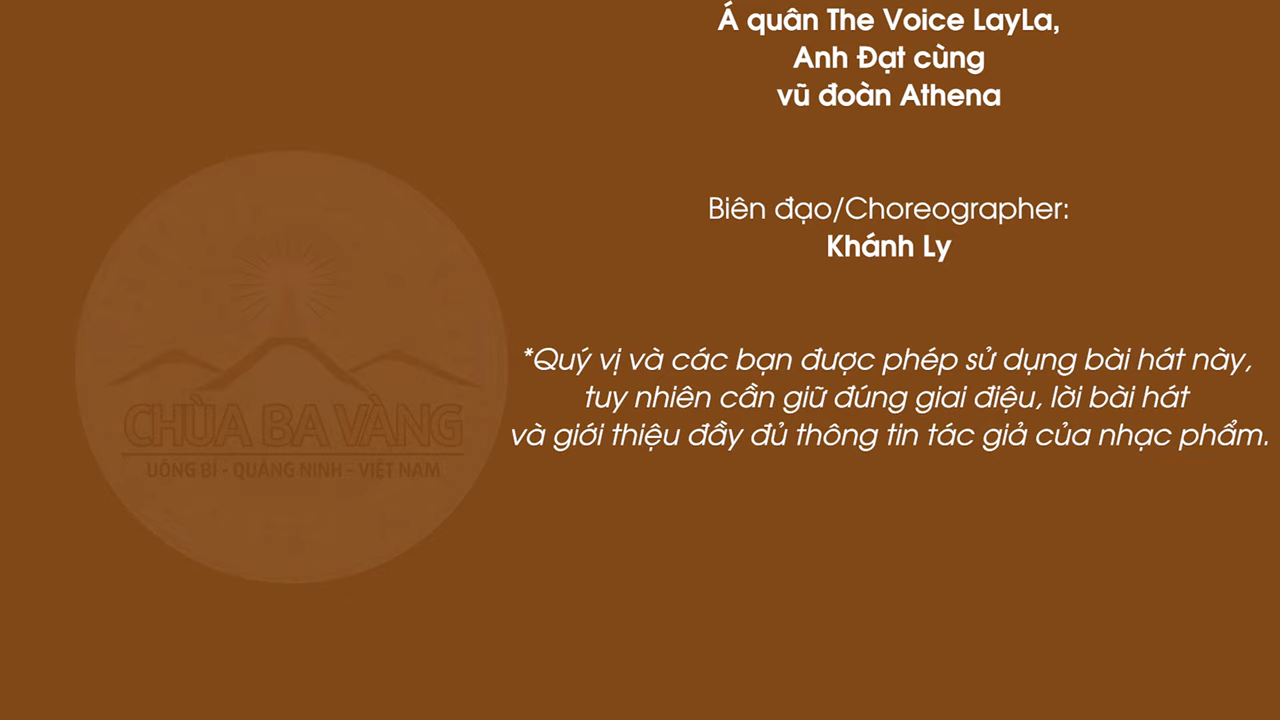 Á quân The Voice LayLa,
Anh Đạt cùng
vũ đoàn Athena
Biên đạo/Choreographer:
Khánh Ly
*Quý vị và các bạn được phép sử dụng bài hát này,
tuy nhiên cần giữ đúng giai điệu, lời bài hát
và giới thiệu đầy đủ thông tin tác giả của nhạc phẩm.
CHÙA BA VÀNG
UÔNG BÍ - QUẢNG NINH - VIỆT NAM